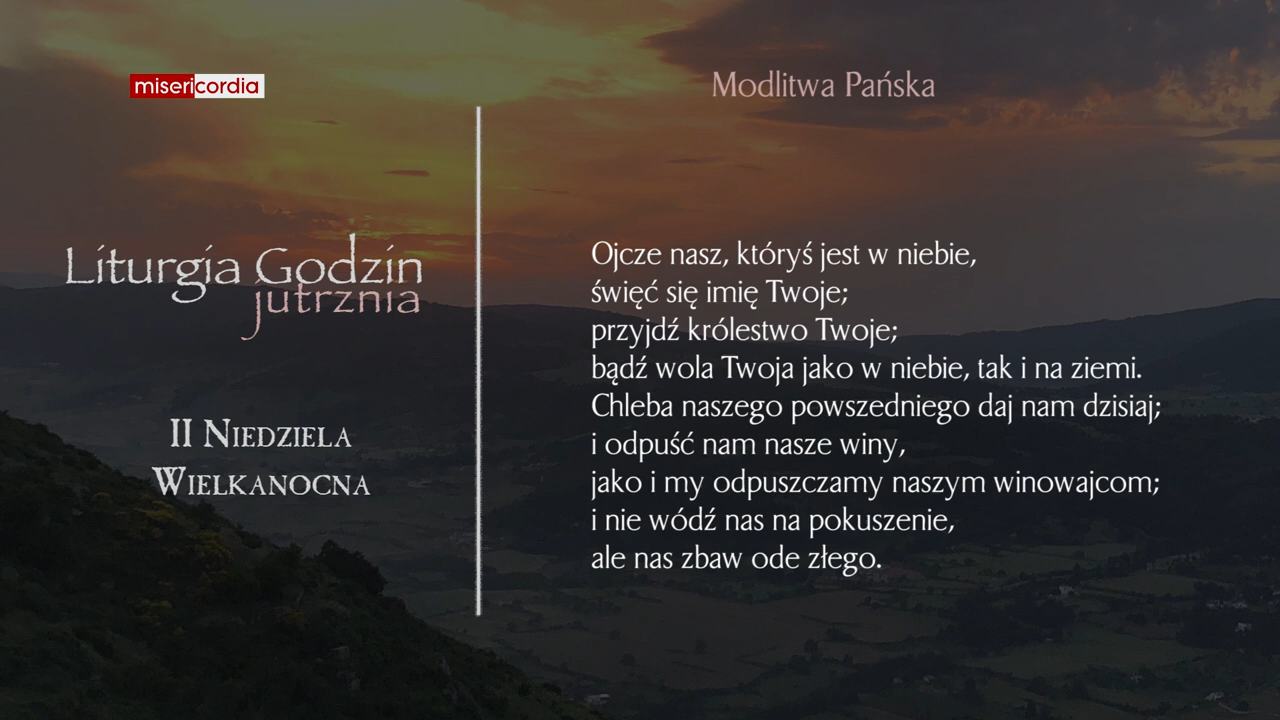 misericordia
Liturgia Godzin
jutrznia
II Niedziela
Wielkanocna
Modlitwa Pańska
Ojcze nasz, któryś jest w niebie,
święć się imię Twoje;
przyjdź królestwo Twoje;
bądź wola Twoja jako w niebie, tak i na ziemi.
Chleba naszego powszedniego daj nam dzisiaj;
i odpuść nam nasze winy,
jako i my odpuszczamy naszym winowajcom;
i nie wódź nas na pokuszenie,
ale nas zbaw ode złego.